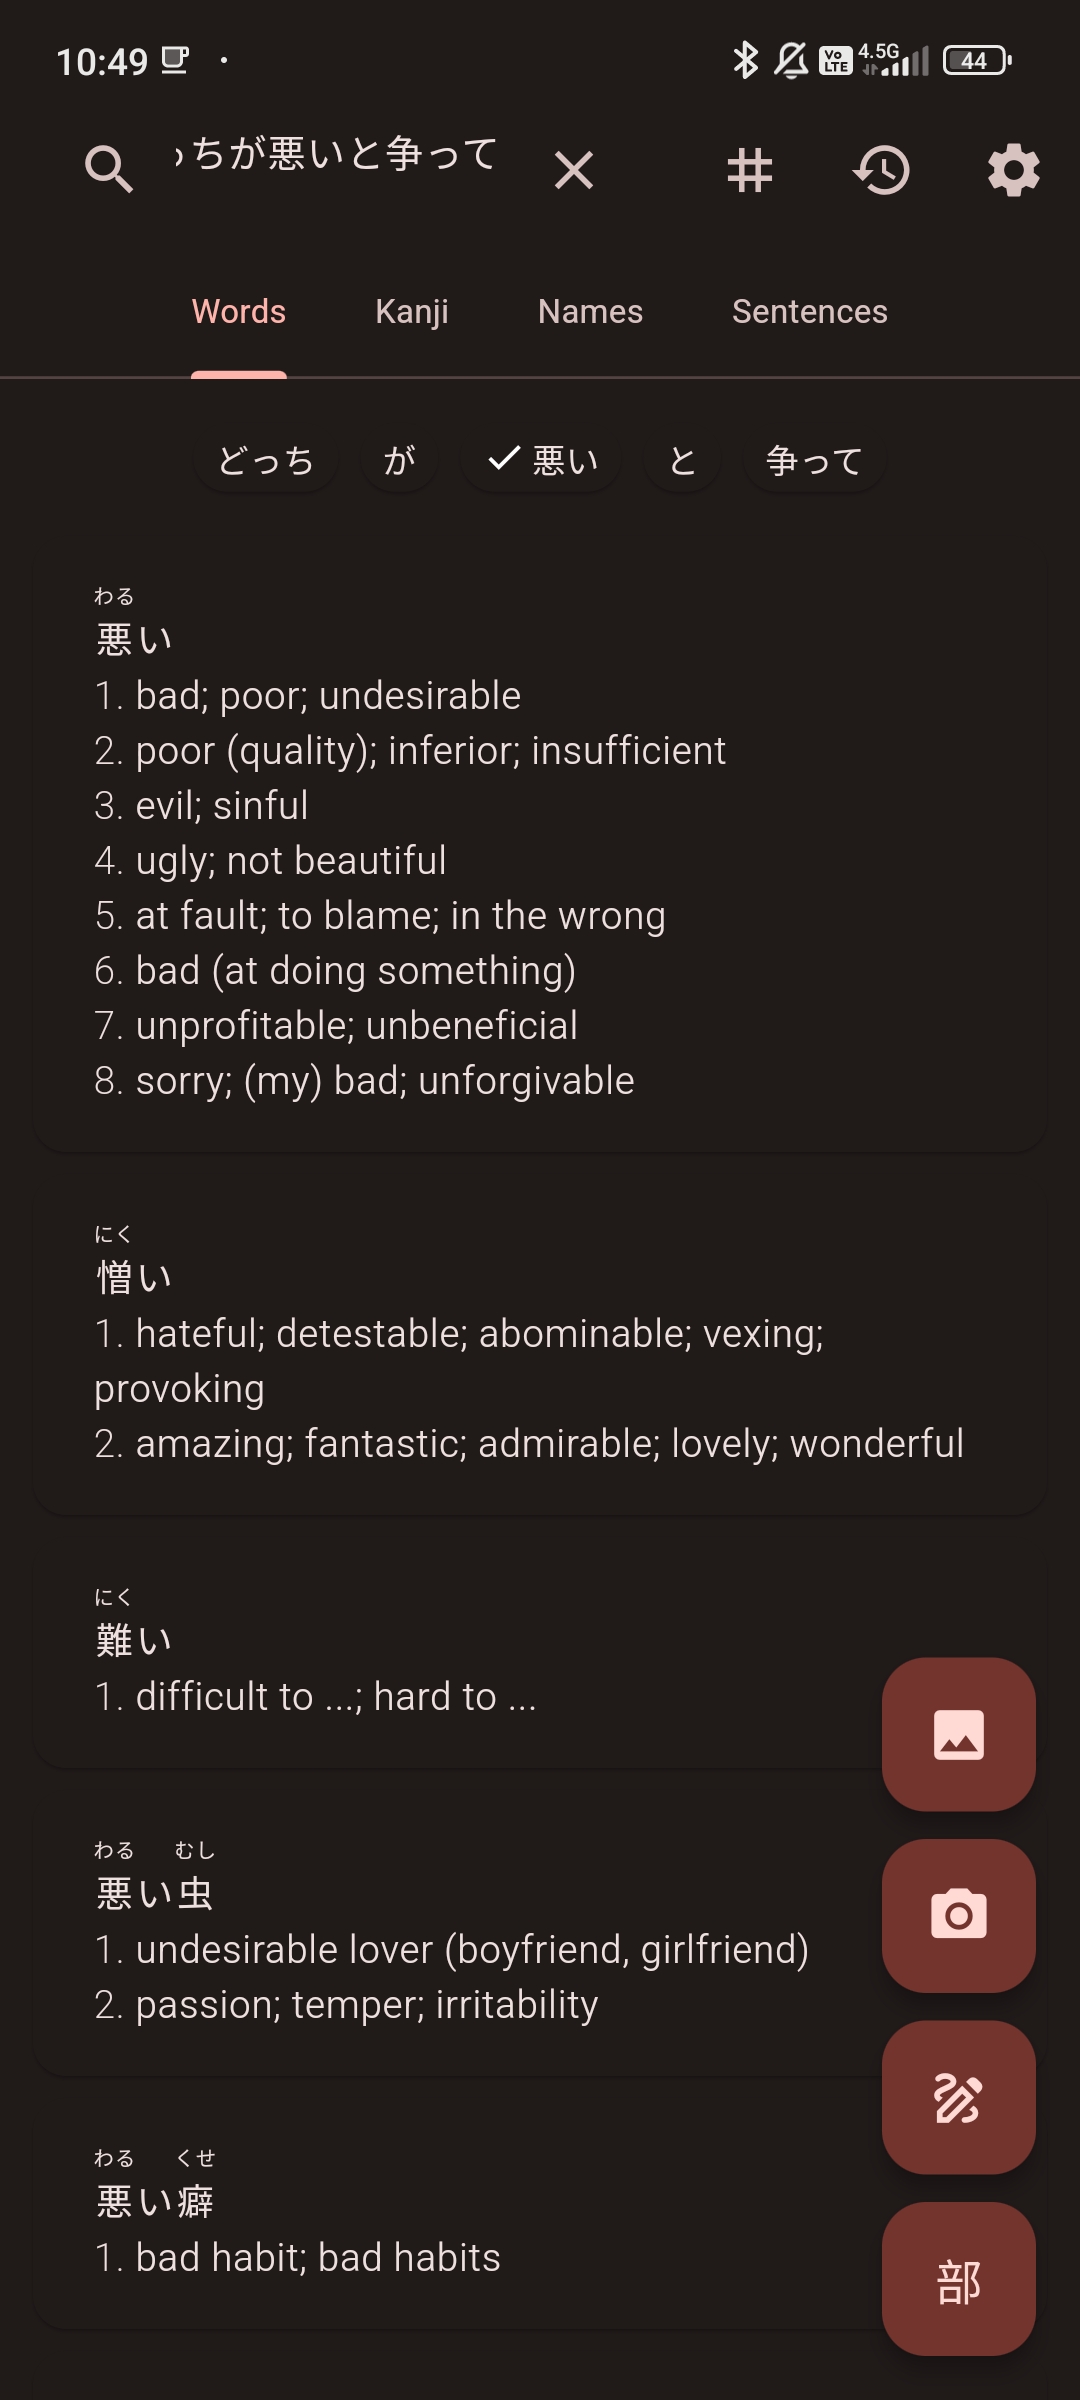 10:49
Vo LTE 4.5G 44
っちが悪いと争って
Words Kanji Names Sentences
どっち が 悪い と 争って
わる
悪い
1. bad; poor; undesirable
2. poor (quality); inferior; insufficient
3. evil; sinful
4. ugly; not beautiful
5. at fault; to blame; in the wrong
6. bad (at doing something)
7. unprofitable; unbeneficial
8. sorry; (my) bad; unforgivable
にく
憎い
1. hateful; detestable; abominable; vexing;
provoking
2. amazing; fantastic; admirable; lovely; wonderful
にく
難い
1. difficult to ...; hard to ...
わる むし
悪い虫
1. undesirable lover (boyfriend, girlfriend)
2. passion; temper; irritability
わる くせ
悪い癖
1. bad habit; bad habits
部